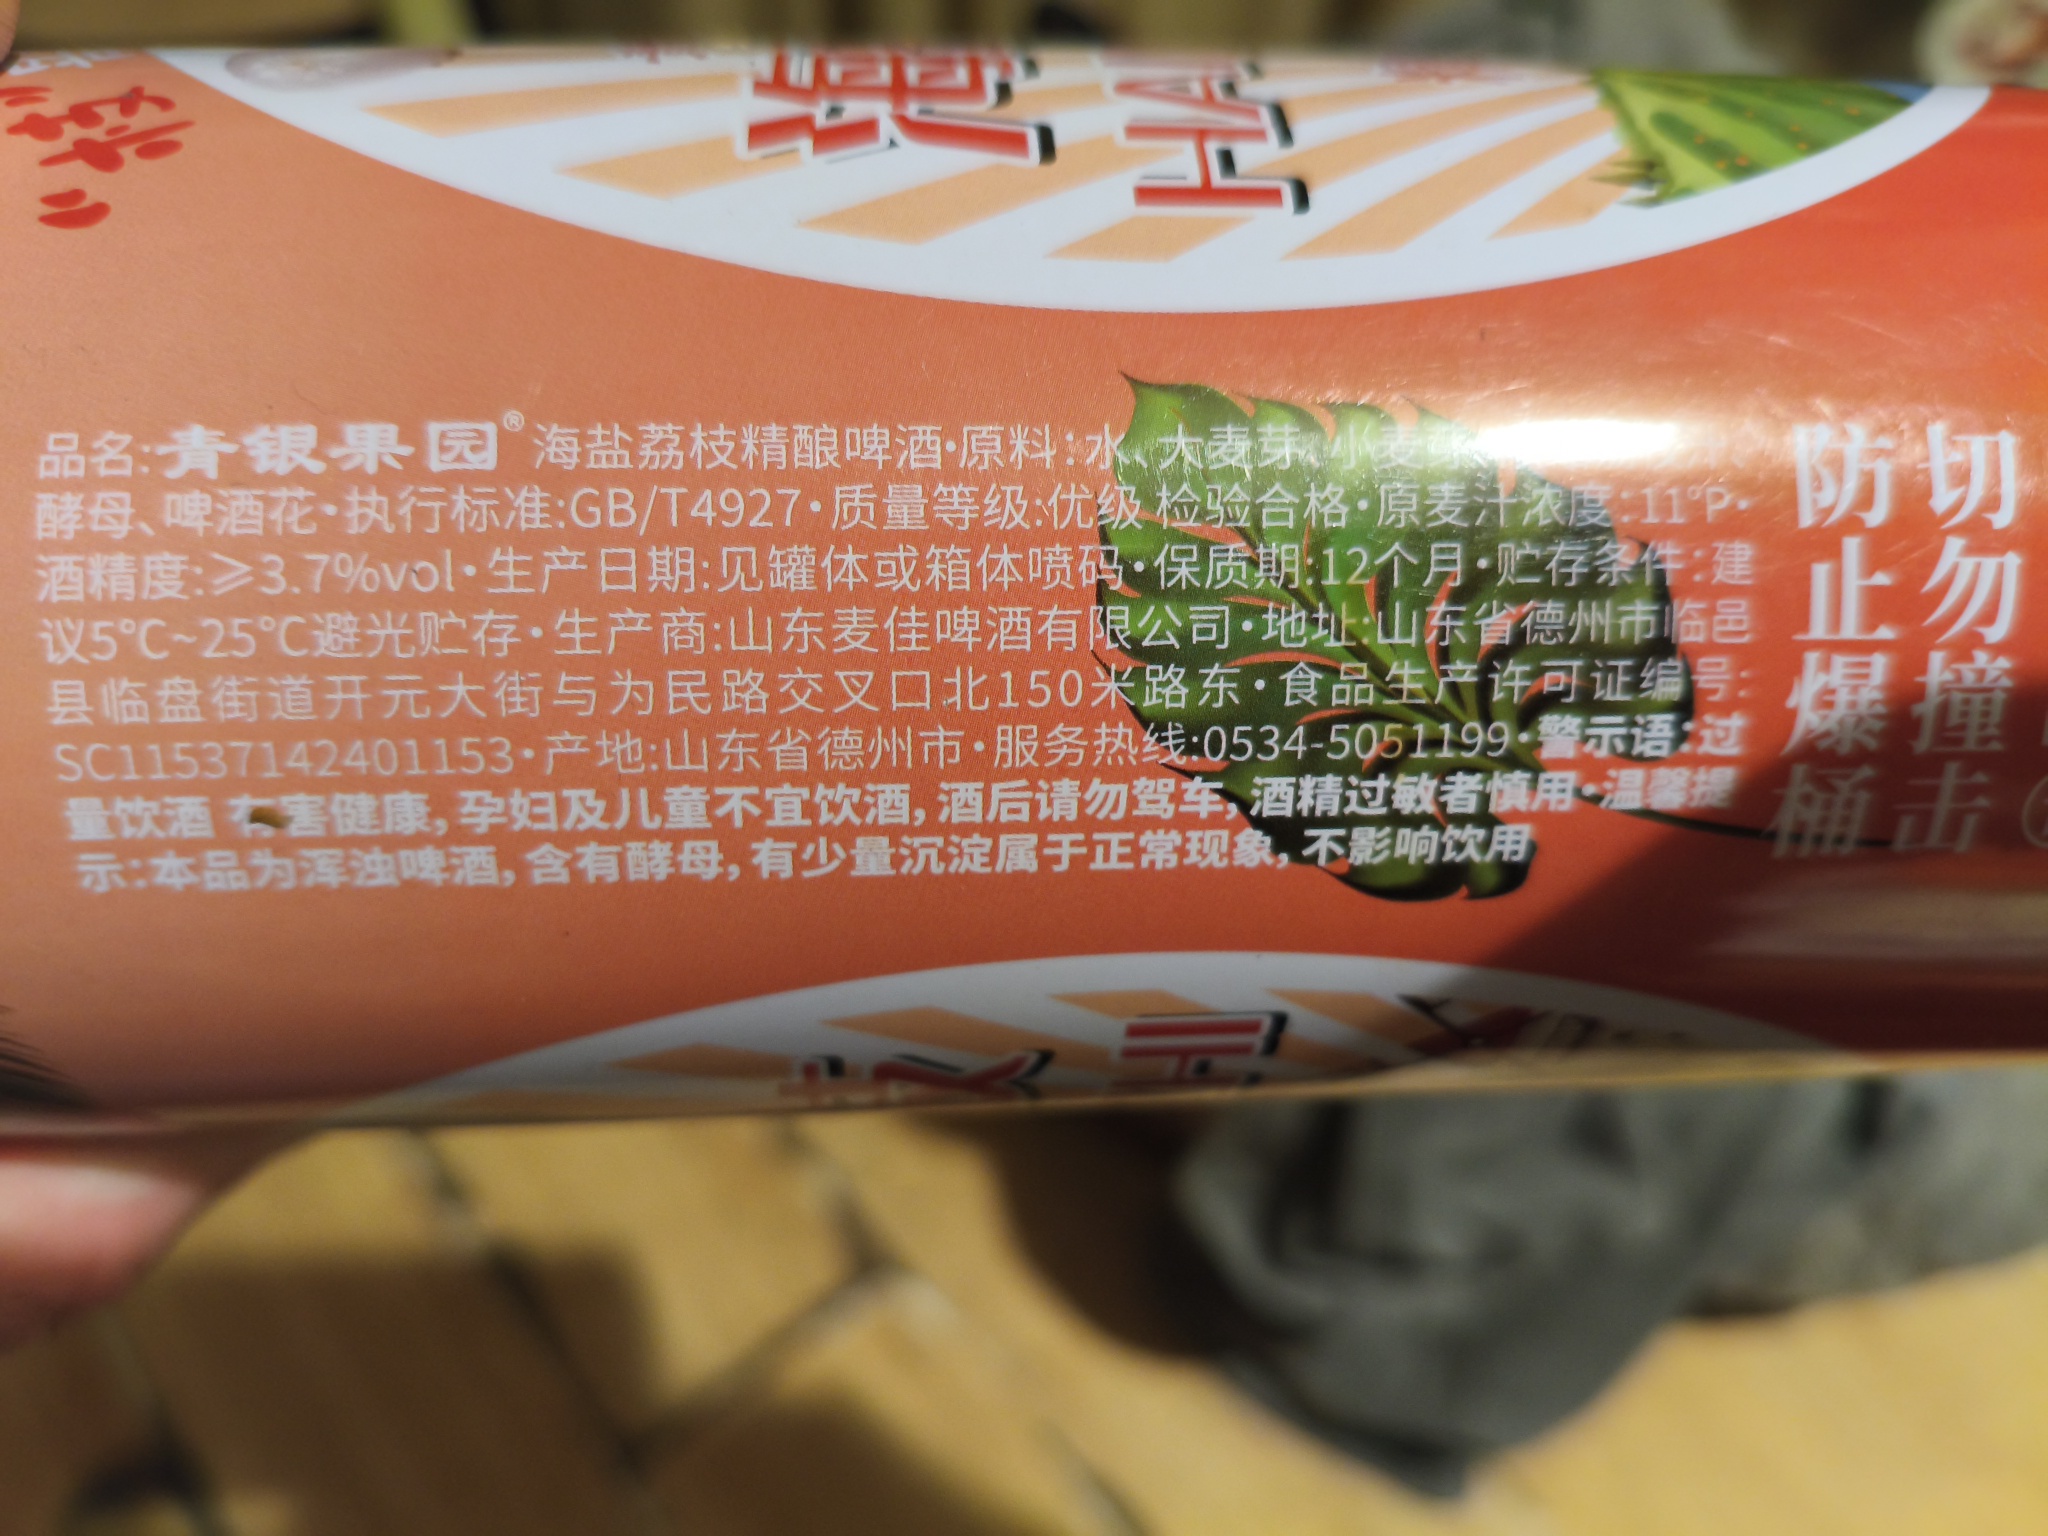 品名:青银果园®海盐荔枝精酿啤酒·原料:水、大麦芽、小麦
酵母、啤酒花·执行标准:GB/T4927·质量等级:优级 检验合格·原麦汁浓度:11°P·
酒精度:≥3.7%vol·生产日期:见罐体或箱体喷码·保质期:12个月·贮存条件:建
议5℃~25℃避光贮存·生产商:山东麦佳啤酒有限公司·地址:山东省德州市临邑
县临盘街道开元大街与为民路交叉口北150米路东·食品生产许可证编号:
SC11537142401153·产地:山东省德州市·服务热线:0534-5051199·警示语:过
量饮酒 有害健康,孕妇及儿童不宜饮酒,酒后请勿驾车,酒精过敏者慎用·温馨提
示:本品为浑浊啤酒,含有酵母,有少量沉淀属于正常现象,不影响饮用
切勿撞击
防止爆桶
海
HA